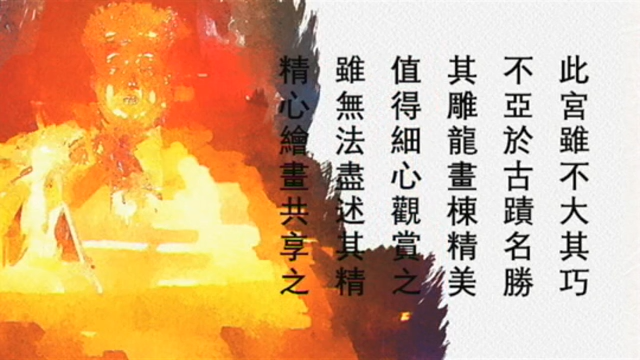 此宮雖不大其巧
不亞於古蹟名勝
其雕龍畫棟精美
值得細心觀賞之
雖無法盡述其精
精心繪畫共享之